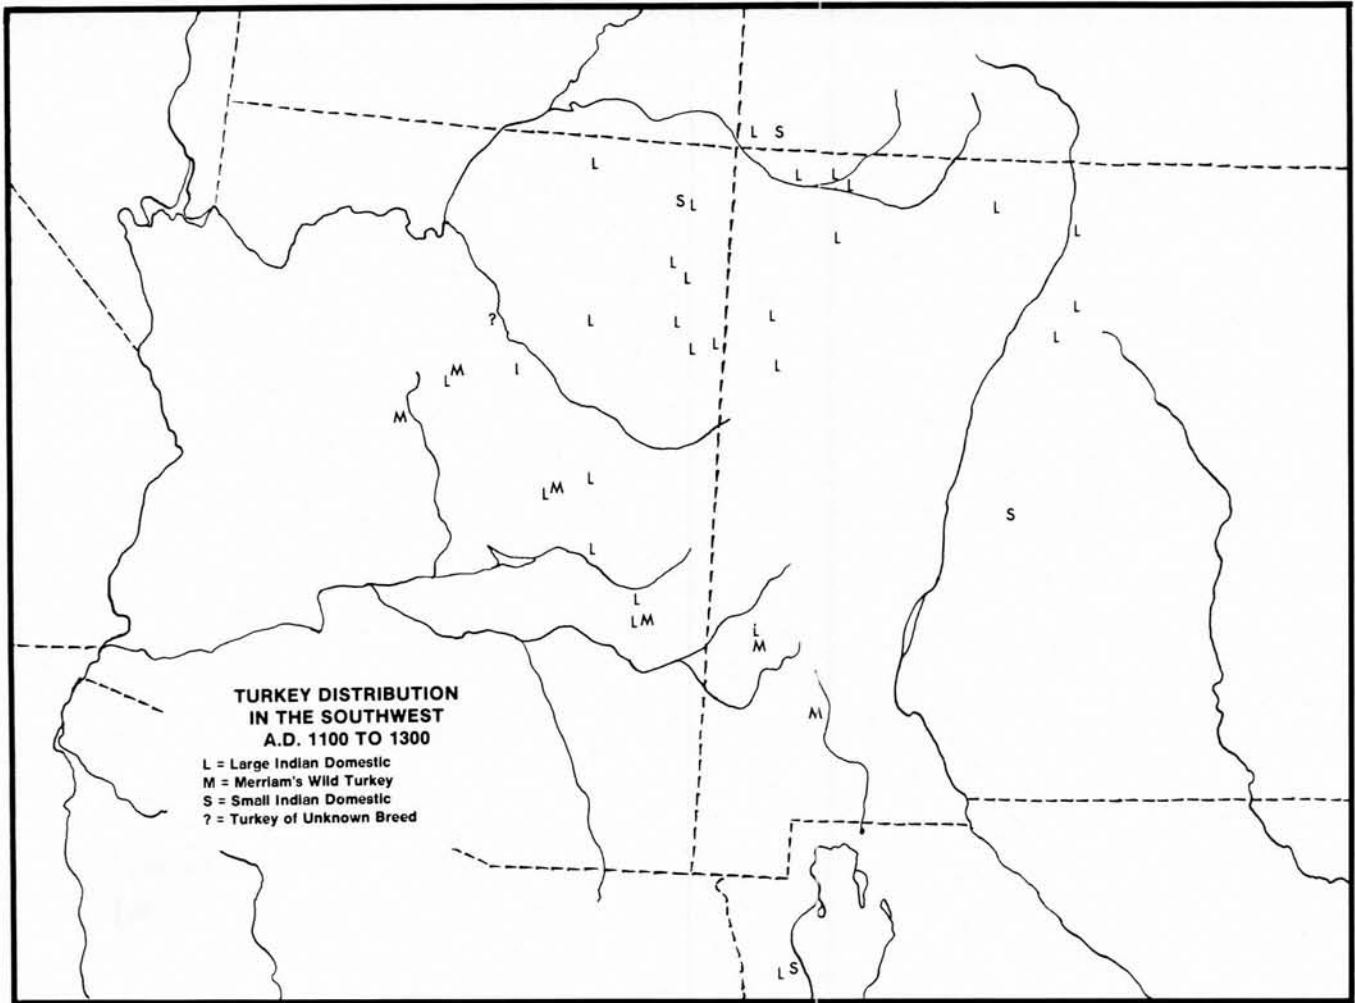 L S
L
L L
L
S L
L
L
L
L
L
L
L
? L L L
L
L L
L
L M
L
M
L
L M
S
L
L
L M
L
M
TURKEY DISTRIBUTION
IN THE SOUTHWEST
A.D. 1100 TO 1300
M
L = Large Indian Domestic
M = Merriam's Wild Turkey
S = Small Indian Domestic
? = Turkey of Unknown Breed
L S